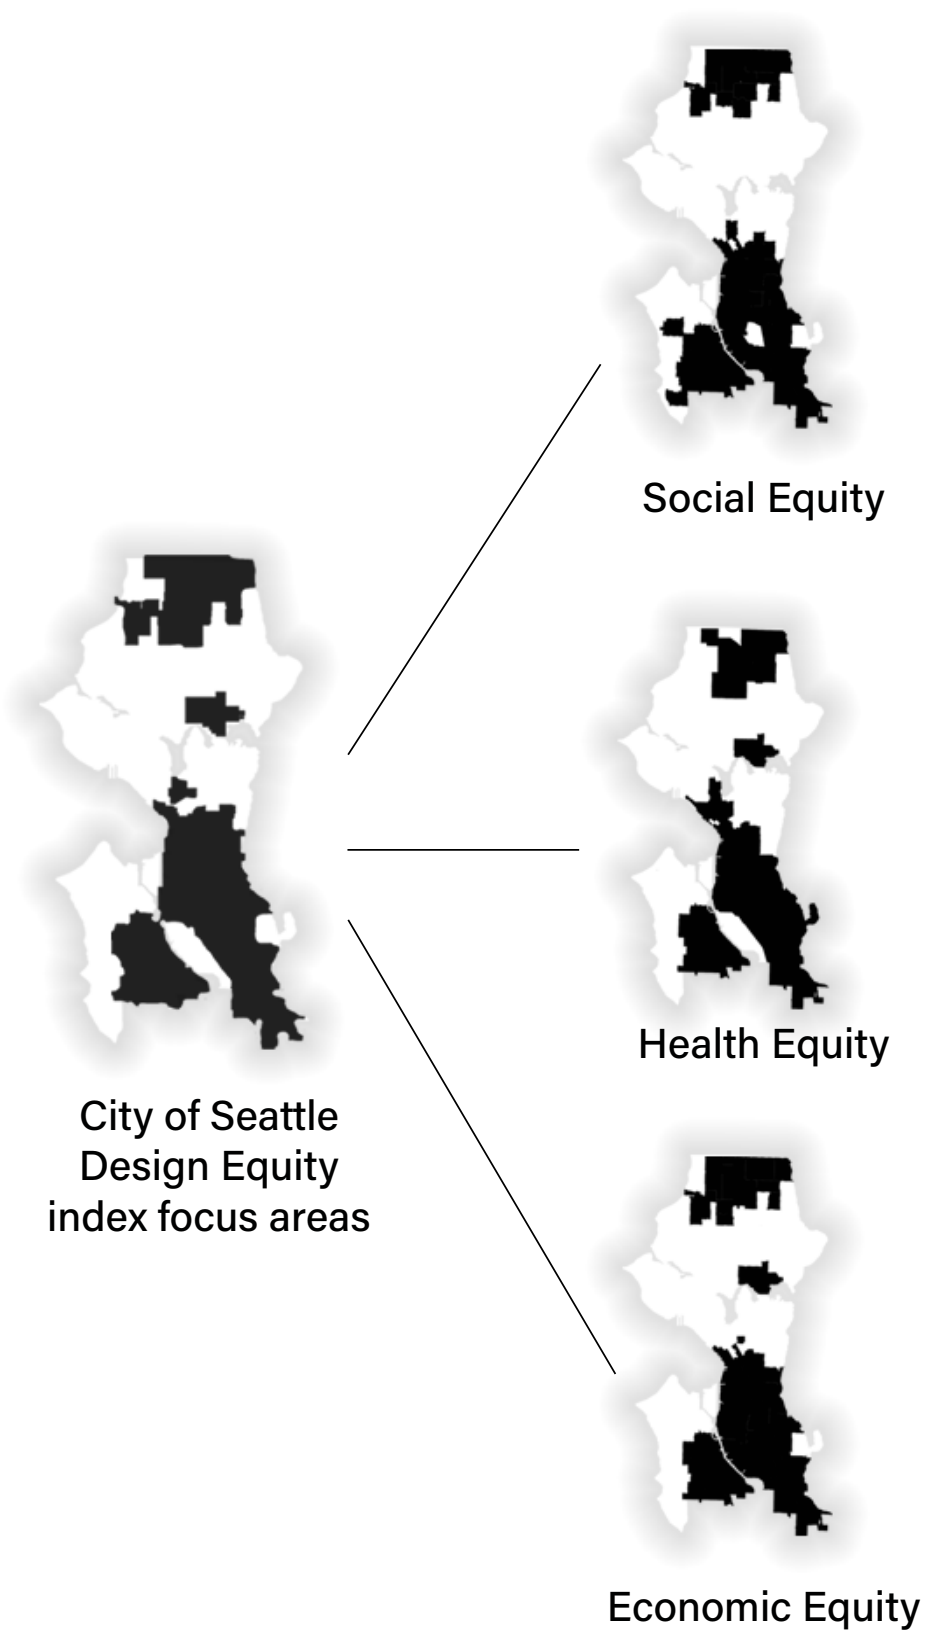 Social Equity
Health Equity
City of Seattle
Design Equity
index focus areas
Economic Equity